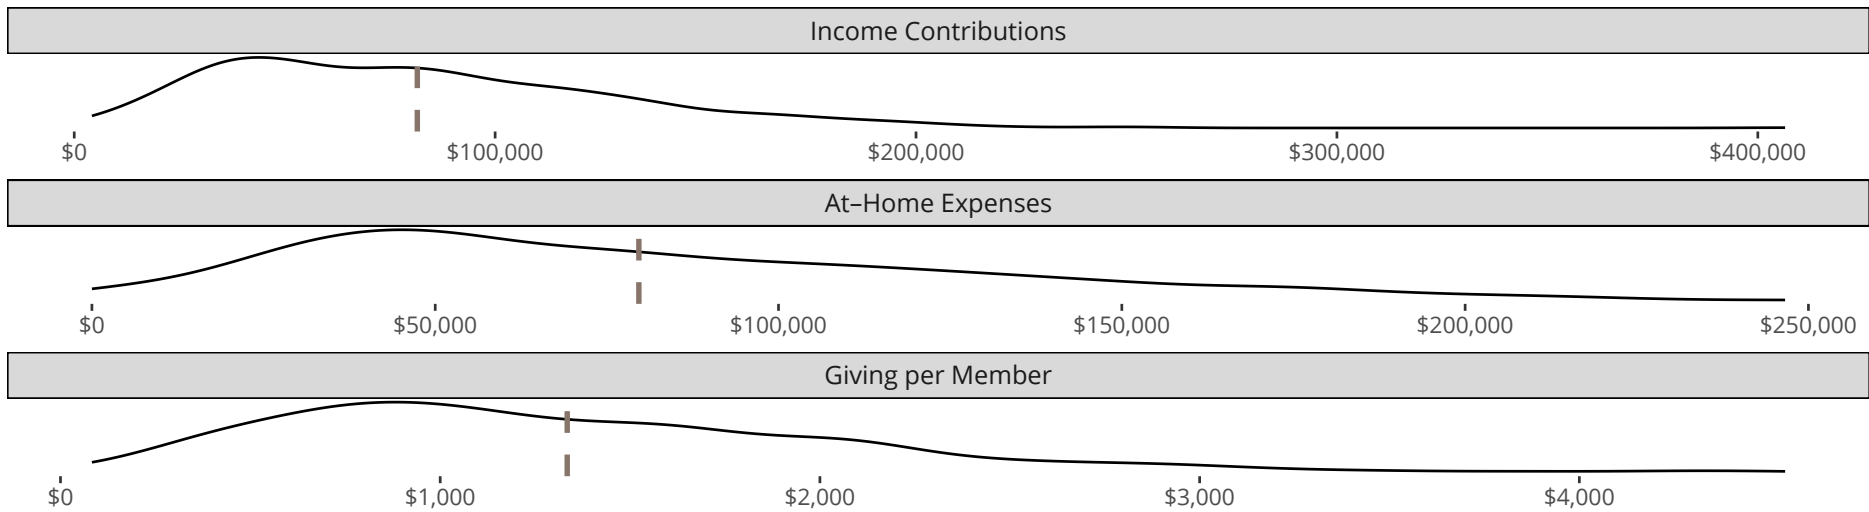 Income Contributions
$0 $100,000 $200,000 $300,000 $400,000
At–Home Expenses
$0 $50,000 $100,000 $150,000 $200,000 $250,000
Giving per Member
$0 $1,000 $2,000 $3,000 $4,000